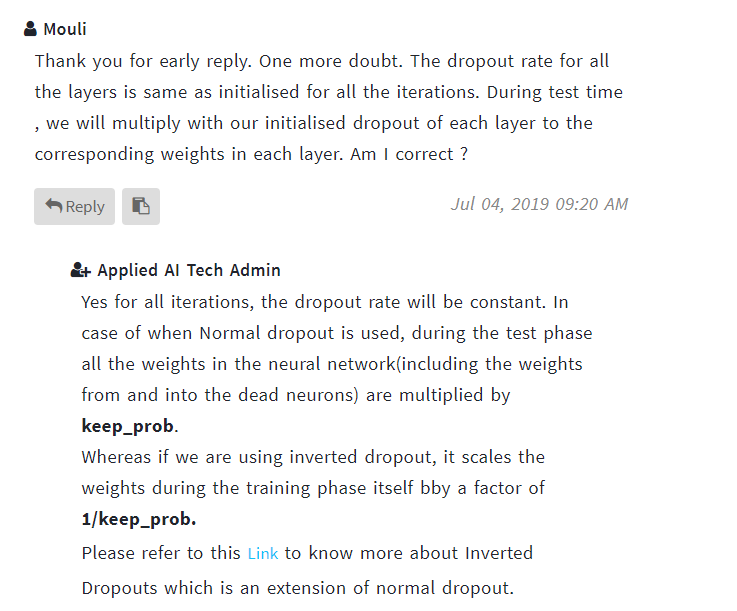 Mouli
Thank you for early reply. One more doubt. The dropout rate for all
the layers is same as initialised for all the iterations. During test time
, we will multiply with our initialised dropout of each layer to the
corresponding weights in each layer. Am I correct ?
Reply
Jul 04, 2019 09:20 AM
Applied AI Tech Admin
Yes for all iterations, the dropout rate will be constant. In
case of when Normal dropout is used, during the test phase
all the weights in the neural network(including the weights
from and into the dead neurons) are multiplied by
keep_prob.
Whereas if we are using inverted dropout, it scales the
weights during the training phase itself bby a factor of
1/keep_prob.
Please refer to this Link to know more about Inverted
Dropouts which is an extension of normal dropout.